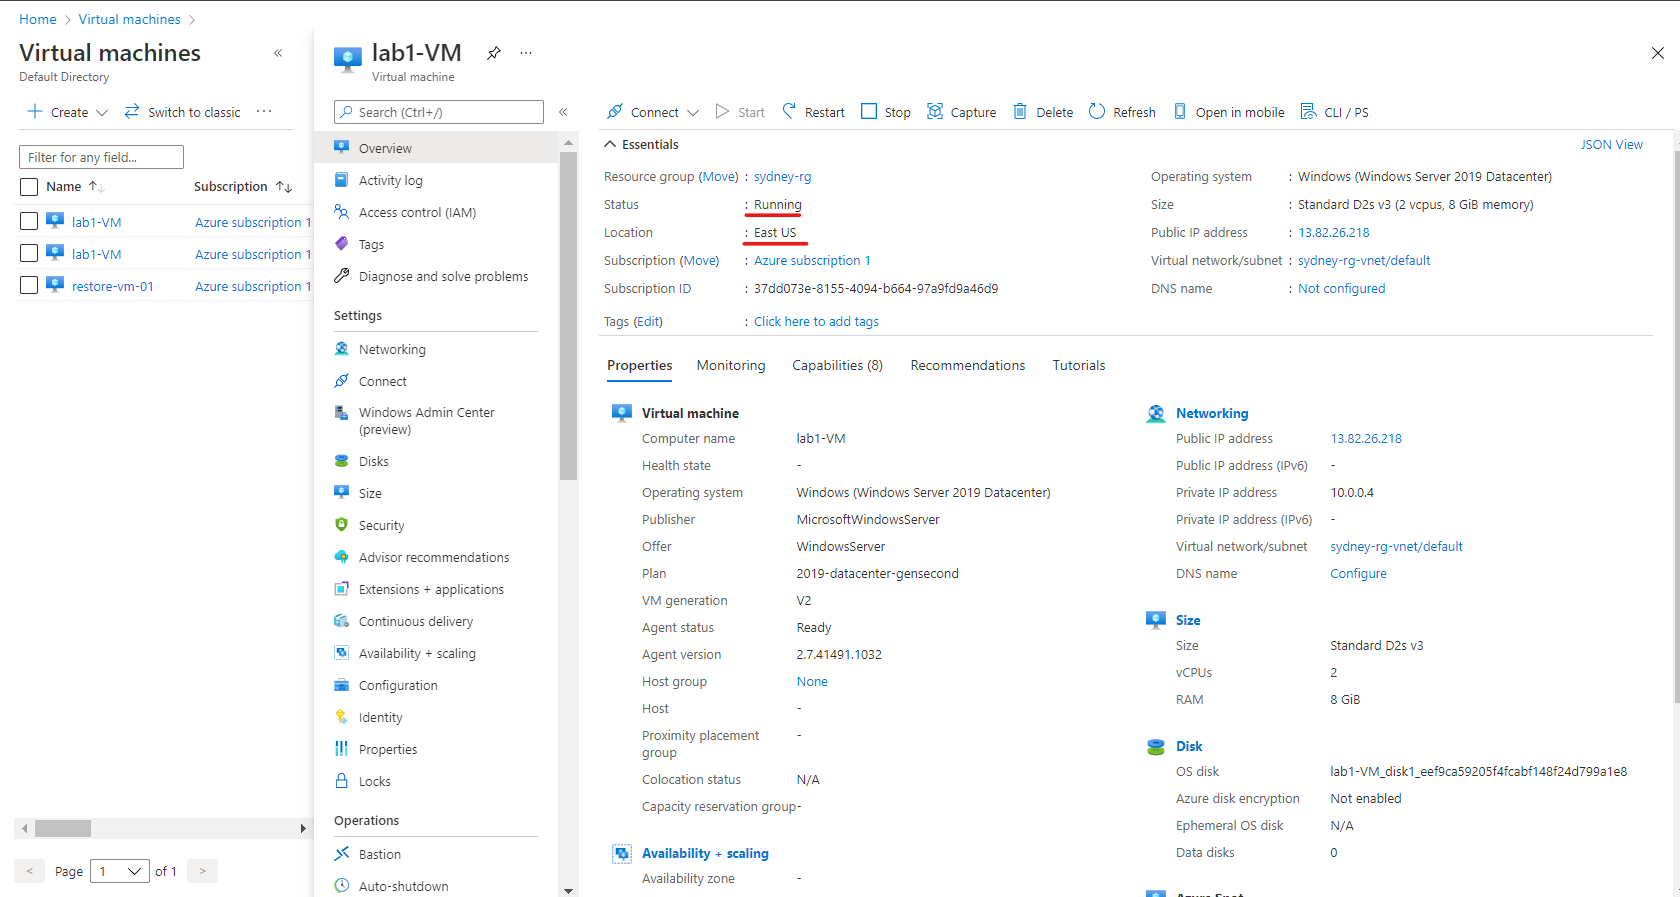 Home > Virtual machines >
Virtual machines «
Default Directory
+ Create Switch to classic ...
Filter for any field...
Name ↑↓ Subscription ↑↓
lab1-VM Azure subscription 1
lab1-VM Azure subscription 1
restore-vm-01 Azure subscription 1
< Page 1 of 1 >
lab1-VM ...
Virtual machine
Search (Ctrl+/) «
Overview
Activity log
Access control (IAM)
Tags
Diagnose and solve problems
Settings
Networking
Connect
Windows Admin Center
(preview)
Disks
Size
Security
Advisor recommendations
Extensions + applications
Continuous delivery
Availability + scaling
Configuration
Identity
Properties
Locks
Operations
Bastion
Auto-shutdown
Connect Start Restart Stop Capture Delete Refresh Open in mobile CLI / PS
Essentials JSON View
Resource group (Move) : sydney-rg
Status : Running
Location : East US
Subscription (Move) : Azure subscription 1
Subscription ID : 37dd073e-8155-4094-b664-97a9fd9a46d9
Tags (Edit) : Click here to add tags
Operating system : Windows (Windows Server 2019 Datacenter)
Size : Standard D2s v3 (2 vcpus, 8 GiB memory)
Public IP address : 13.82.26.218
Virtual network/subnet : sydney-rg-vnet/default
DNS name : Not configured
Properties Monitoring Capabilities (8) Recommendations Tutorials
Virtual machine
Computer name lab1-VM
Health state -
Operating system Windows (Windows Server 2019 Datacenter)
Publisher MicrosoftWindowsServer
Offer WindowsServer
Plan 2019-datacenter-gensecond
VM generation V2
Agent status Ready
Agent version 2.7.41491.1032
Host group None
Host -
Proximity placement -
group
Colocation status N/A
Capacity reservation group -
Availability + scaling
Availability zone -
Networking
Public IP address 13.82.26.218
Public IP address (IPv6) -
Private IP address 10.0.0.4
Private IP address (IPv6) -
Virtual network/subnet sydney-rg-vnet/default
DNS name Configure
Size
Size Standard D2s v3
vCPUs 2
RAM 8 GiB
Disk
OS disk lab1-VM_disk1_eef9ca59205f4fcabf148f24d799a1e8
Azure disk encryption Not enabled
Ephemeral OS disk N/A
Data disks 0
Azure Spot